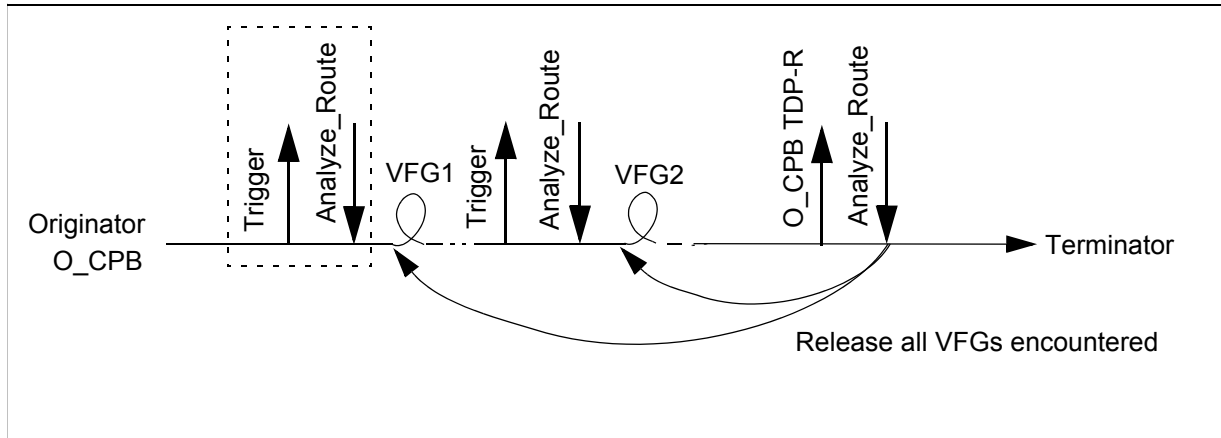 Trigger
Analyze_Route
VFG1
Trigger
Analyze_Route
VFG2
O_CPB TDP-R
Analyze_Route
Originator
O_CPB
Terminator
Release all VFGs encountered